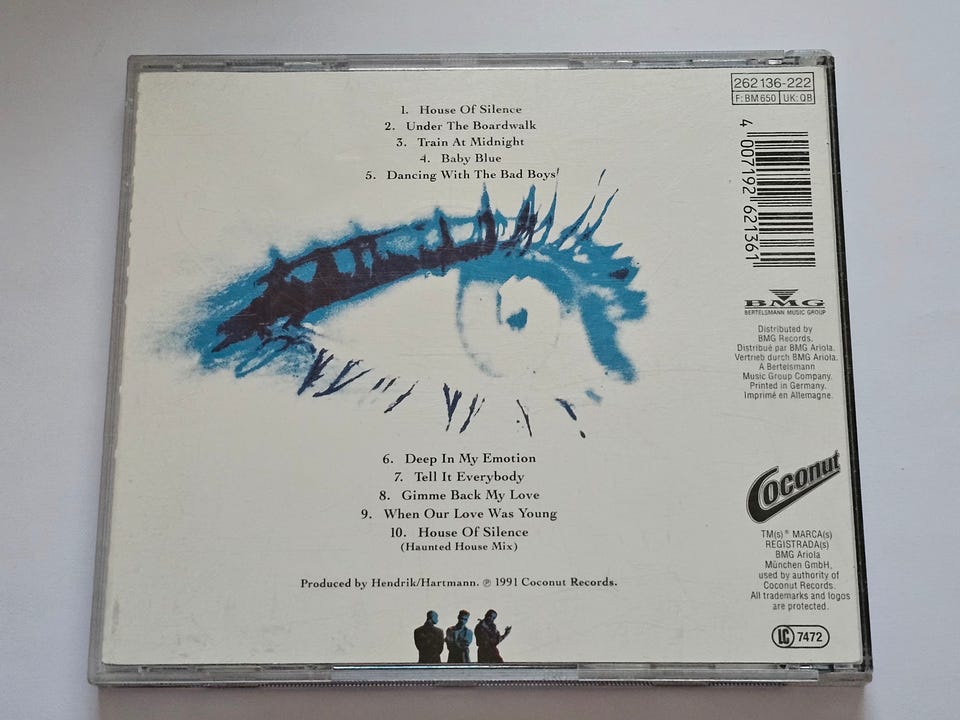 1. House Of Silence
2. Under The Boardwalk
3. Train At Midnight
4. Baby Blue
5. Dancing With The Bad Boys
6. Deep In My Emotion
7. Tell It Everybody
8. Gimme Back My Love
9. When Our Love Was Young
10. House Of Silence
(Haunted House Mix)
Produced by Hendrik/Hartmann. ℗ 1991 Coconut Records.
262 136-222
F: BM 650 UK: QB
4 007192 621361
BMG
BERTELSMANN MUSIC GROUP
Distributed by
BMG Records.
Distribué par BMG Ariola.
Vertrieb durch BMG Ariola.
A Bertelsmann
Music Group Company.
Printed in Germany.
Imprimé en Allemagne.
Coconut
TM(s)® MARCA(s)
REGISTRADA(s)
BMG Ariola
München GmbH,
used by authority of
Coconut Records.
All trademarks and logos
are protected.
LC 7472